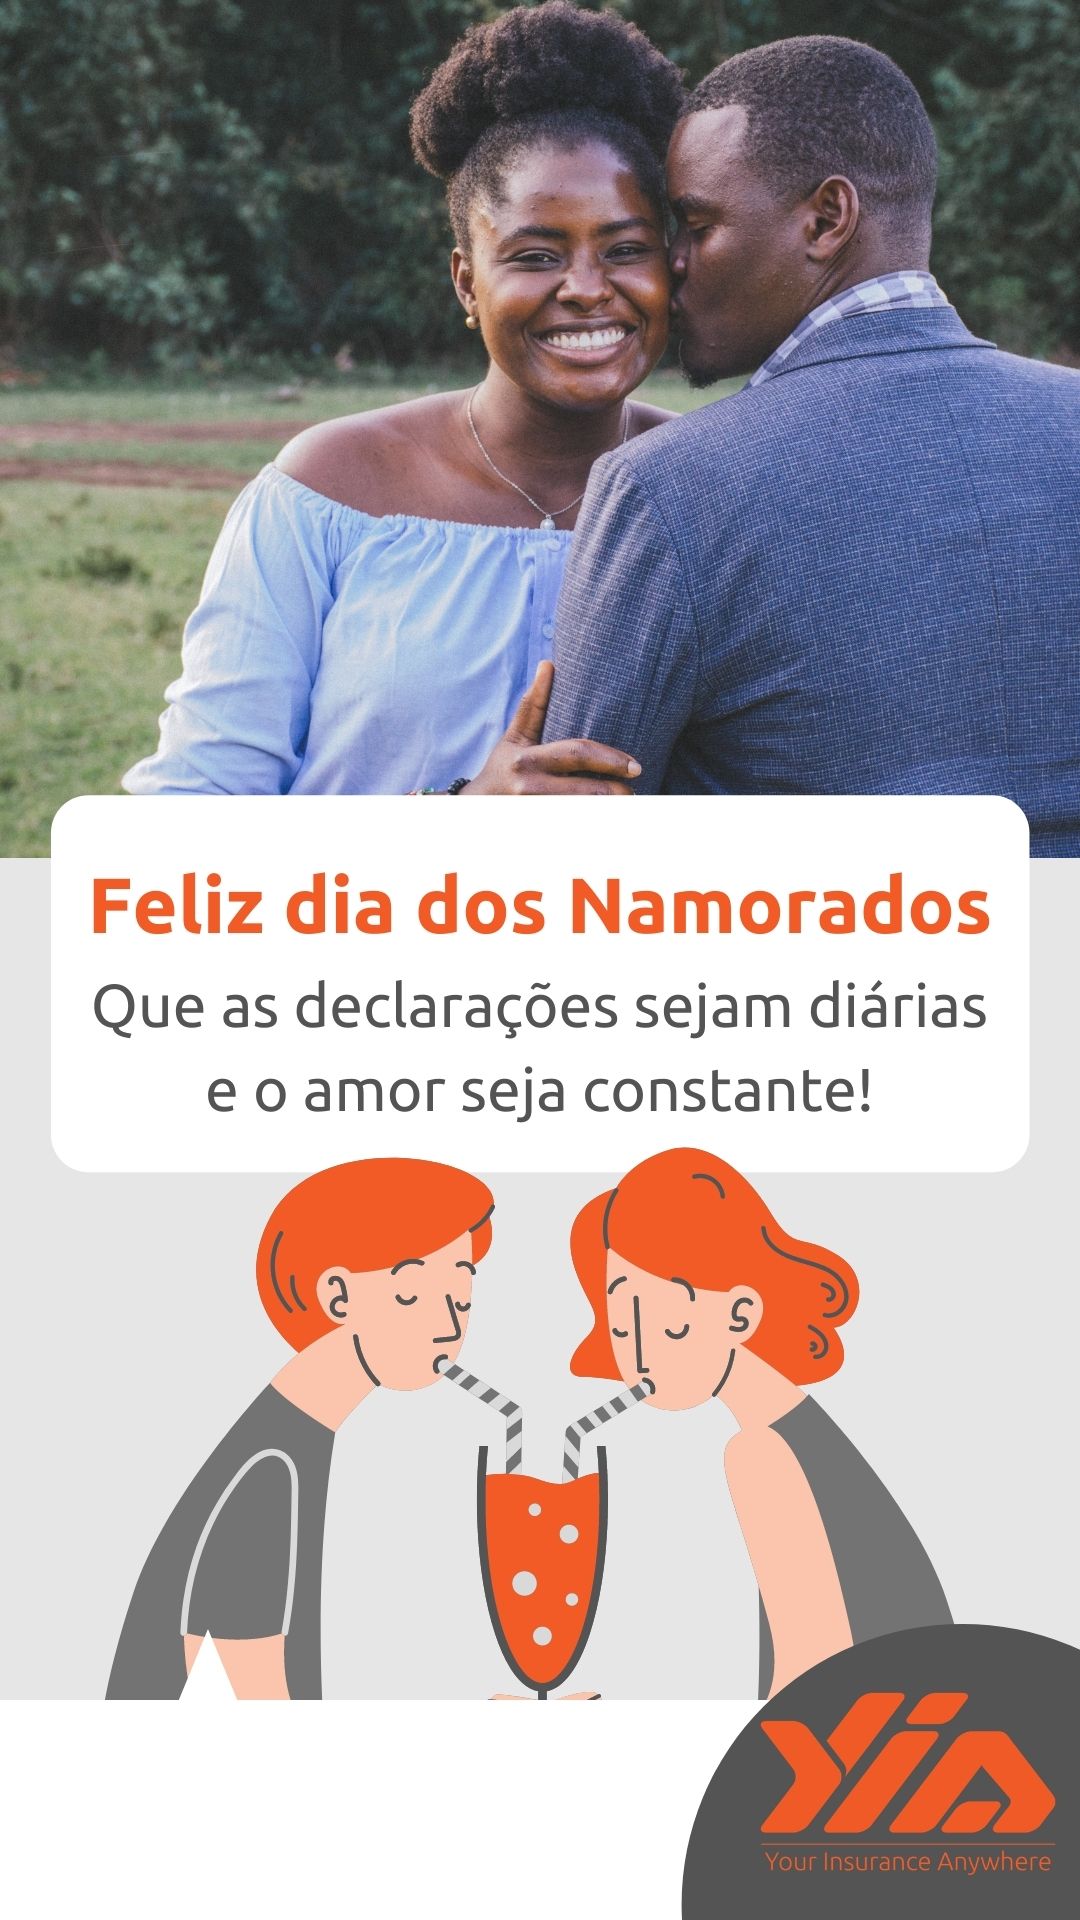 Feliz dia dos Namorados
Que as declarações sejam diárias
e o amor seja constante!
YIA
Your Insurance Anywhere